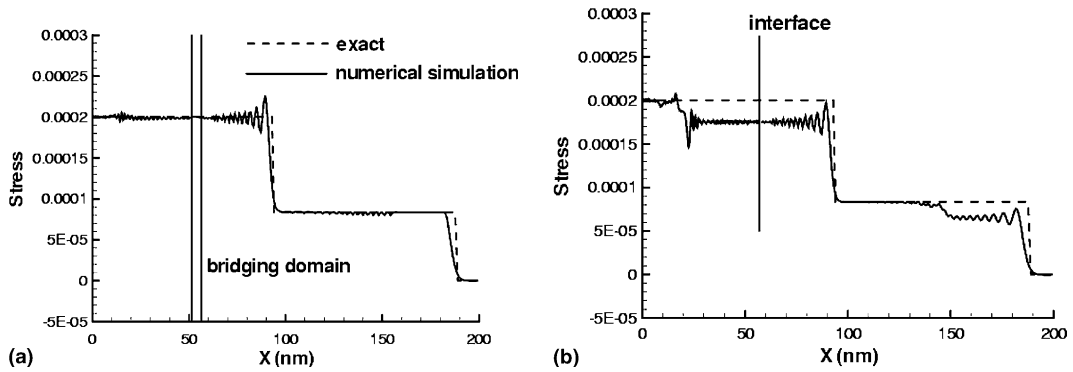 0.0003
0.00025
0.0002
0.00015
0.0001
5E-05
0
-5E-05
Stress
exact
numerical simulation
bridging domain
0
50
100
150
200
X (nm)
(a)
0.0003
0.00025
0.0002
0.00015
0.0001
5E-05
0
-5E-05
Stress
interface
0
50
100
150
200
X (nm)
(b)